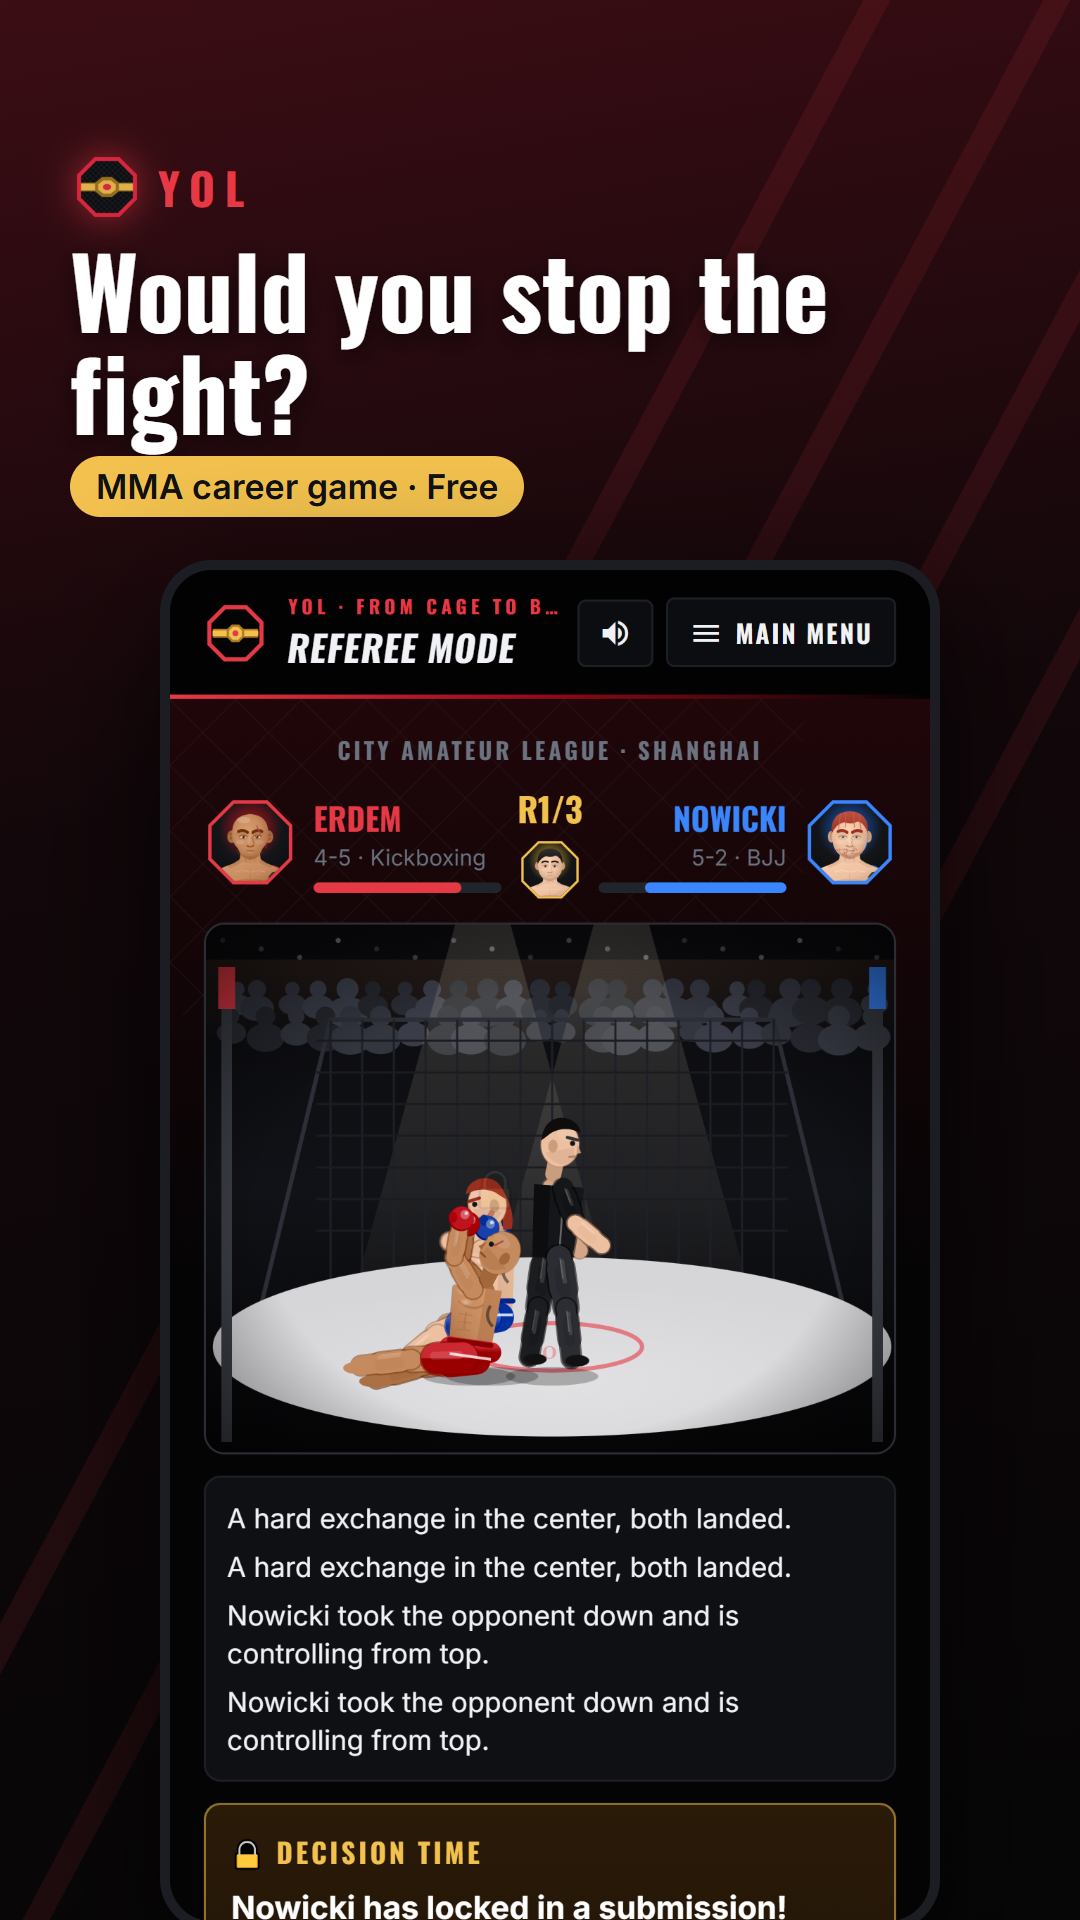 YOL
Would you stop the
fight?
MMA career game · Free
YOL · FROM CAGE TO B…
REFEREE MODE
MAIN MENU
CITY AMATEUR LEAGUE · SHANGHAI
ERDEM
R1/3
NOWICKI
4-5 · Kickboxing
5-2 · BJJ
A hard exchange in the center, both landed.
A hard exchange in the center, both landed.
Nowicki took the opponent down and is
controlling from top.
Nowicki took the opponent down and is
controlling from top.
DECISION TIME
Nowicki has locked in a submission!